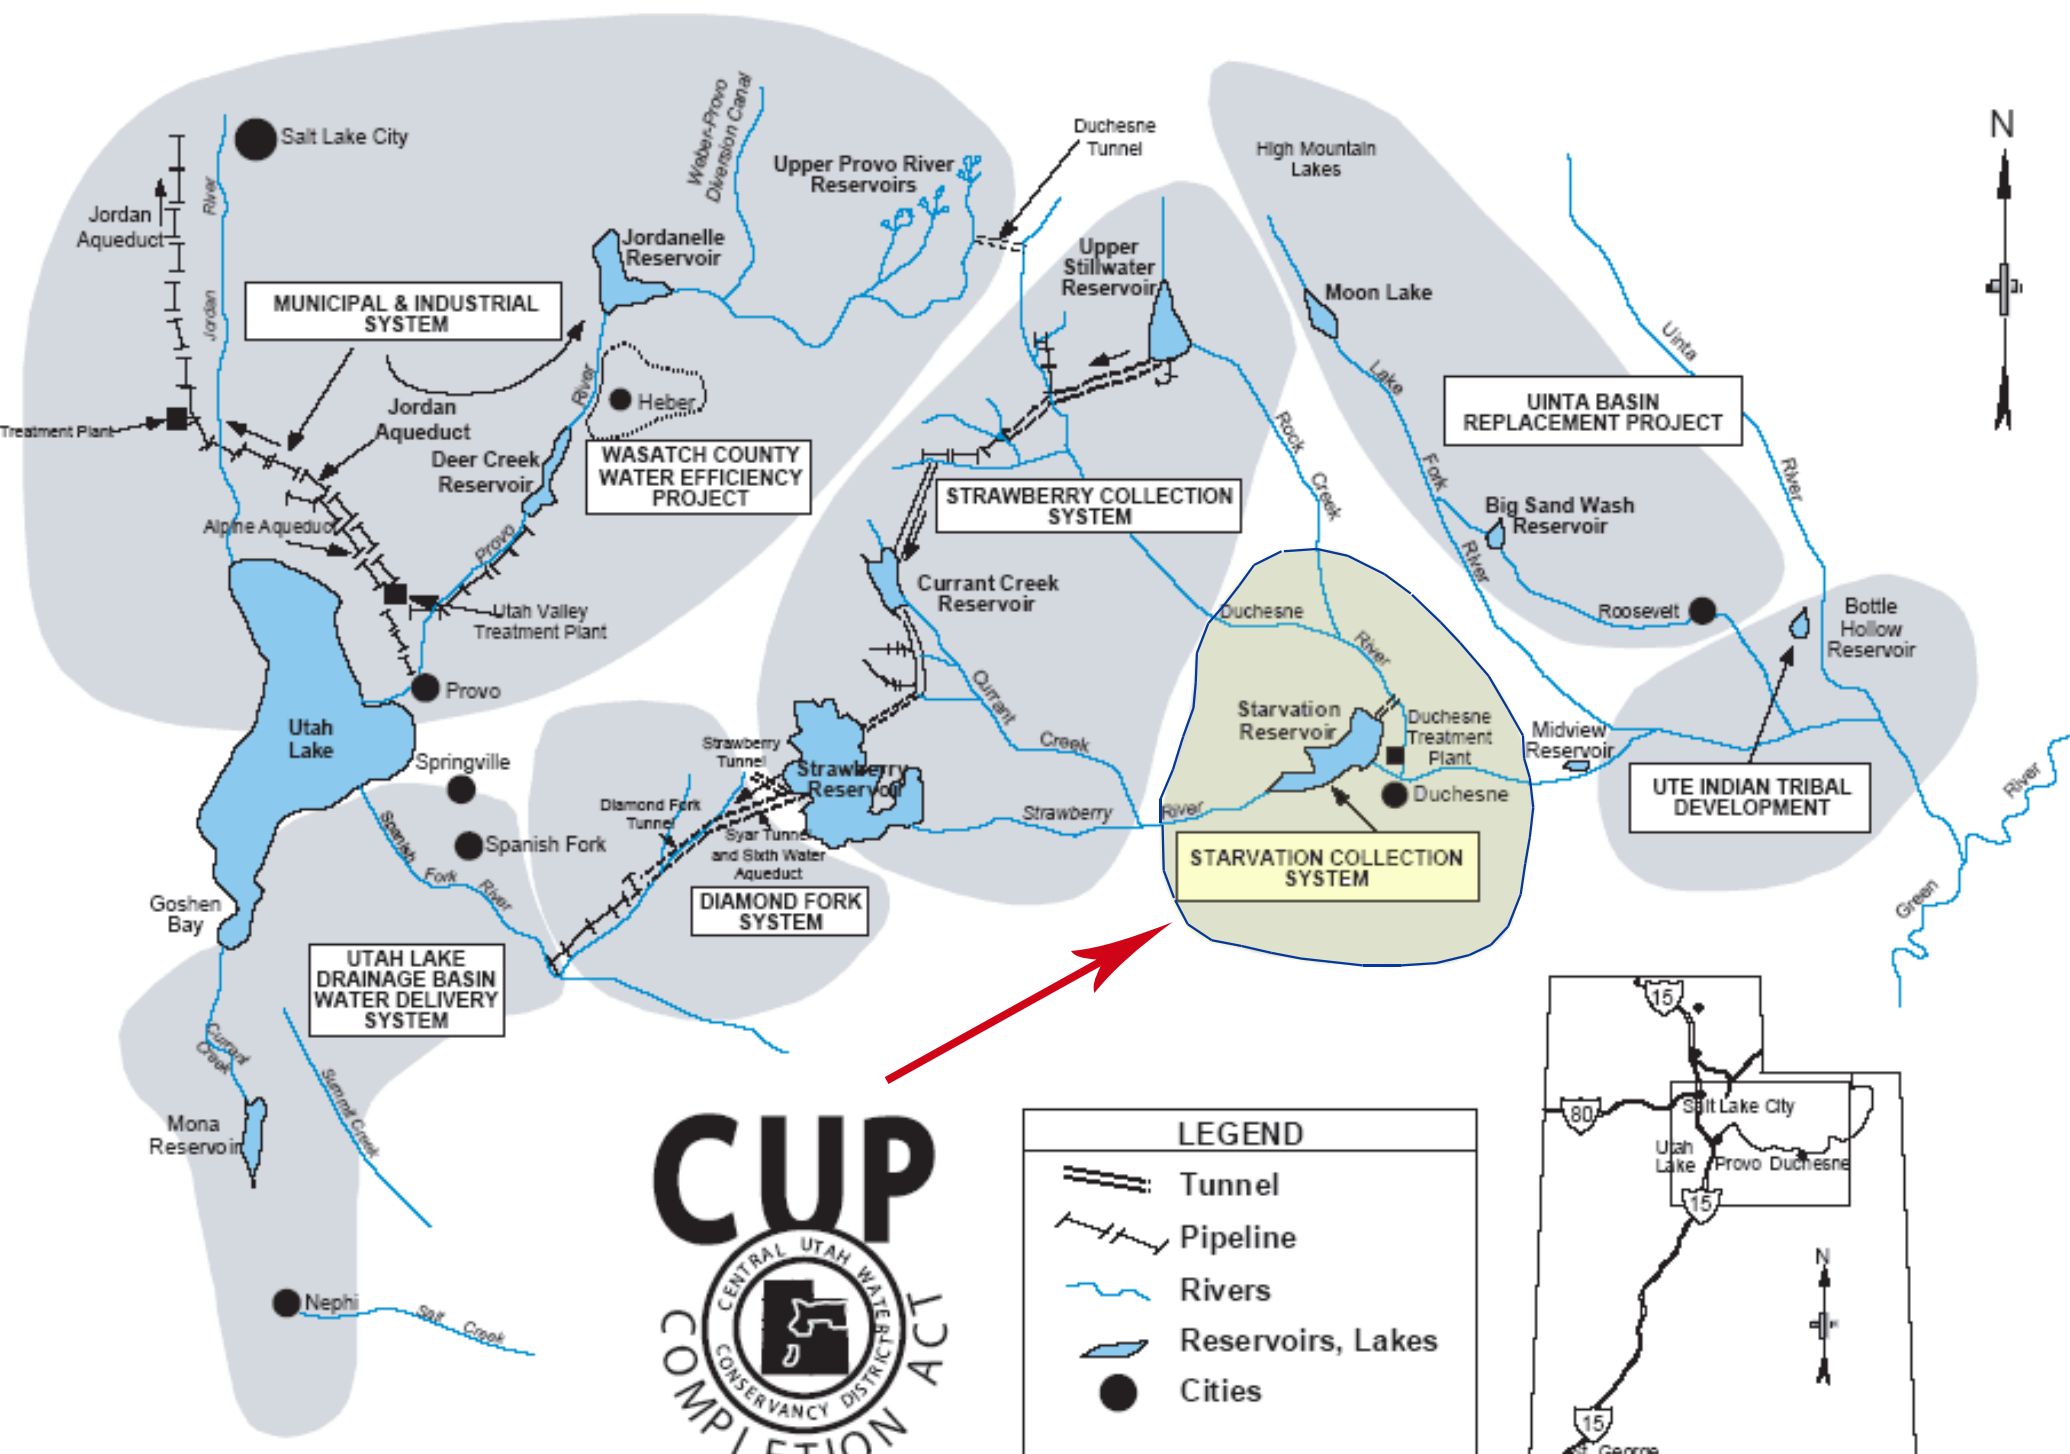 Salt Lake City
Weber-Provo
Diversion Canal
Upper Provo River
Reservoirs
Duchesne
Tunnel
High Mountain
Lakes
N
River
Jordan
Jordan
Aqueduct
Jordanelle
Reservoir
Upper
Stillwater
Reservoir
Moon Lake
MUNICIPAL & INDUSTRIAL
SYSTEM
Uinta
River
Lake
Fork
River
UINTA BASIN
REPLACEMENT PROJECT
River
Heber
Jordan
Aqueduct
Treatment Plant
Deer Creek
Reservoir
WASATCH COUNTY
WATER EFFICIENCY
PROJECT
Rock
Creek
STRAWBERRY COLLECTION
SYSTEM
Big Sand Wash
Reservoir
Alpine Aqueduct
Provo
Utah Valley
Treatment Plant
Currant Creek
Reservoir
Duchesne
River
Roosevelt
Bottle
Hollow
Reservoir
Provo
Currant
Creek
Utah
Lake
Springville
Strawberry
Tunnel
Strawberry
Reservoir
Starvation
Reservoir
Duchesne
Treatment
Plant
Midview
Reservoir
UTE INDIAN TRIBAL
DEVELOPMENT
River
Duchesne
Diamond Fork
Tunnel
Syar Tunnel
and Sixth Water
Aqueduct
Strawberry
River
Spanish
Fork
River
Spanish Fork
STARVATION COLLECTION
SYSTEM
Green
Goshen
Bay
DIAMOND FORK
SYSTEM
UTAH LAKE
DRAINAGE BASIN
WATER DELIVERY
SYSTEM
Currant
Creek
Summit Creek
Mona
Reservoir
Nephi
Salt
Creek
CUP
CENTRAL UTAH WATER
CONSERVANCY DISTRICT
COMPLETION ACT
LEGEND
Tunnel
Pipeline
Rivers
Reservoirs, Lakes
Cities
15
80
Salt Lake City
Utah
Lake
Provo
Duchesne
15
N
15
St. George